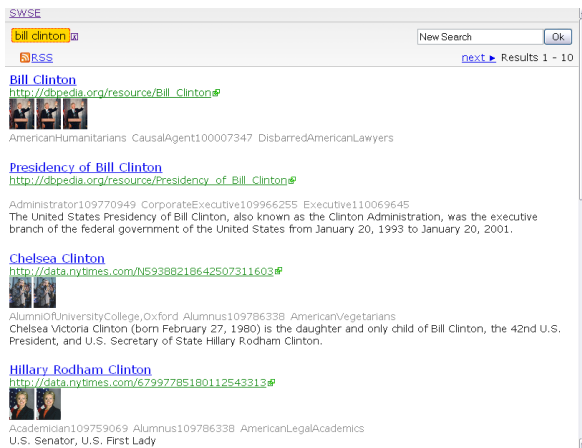 SWSE
bill clinton x
New Search Ok
RSS
next ► Results 1 - 10
Bill Clinton
http://dbpedia.org/resource/Bill_Clinton
AmericanHumanitarians CausalAgent100007347 DisbarredAmericanLawyers
Presidency of Bill Clinton
http://dbpedia.org/resource/Presidency_of_Bill_Clinton
Administrator109770949 CorporateExecutive109966255 Executive110069645
The United States Presidency of Bill Clinton, also known as the Clinton Administration, was the executive
branch of the federal government of the United States from January 20, 1993 to January 20, 2001.
Chelsea Clinton
http://data.nytimes.com/N59388218642507311603
AlumniOfUniversityCollege,Oxford Alumnus109786338 AmericanVegetarians
Chelsea Victoria Clinton (born February 27, 1980) is the daughter and only child of Bill Clinton, the 42nd U.S.
President, and U.S. Secretary of State Hillary Rodham Clinton.
Hillary Rodham Clinton
http://data.nytimes.com/67997785180112543313
Academician109759069 Alumnus109786338 AmericanLegalAcademics
U.S. Senator, U.S. First Lady